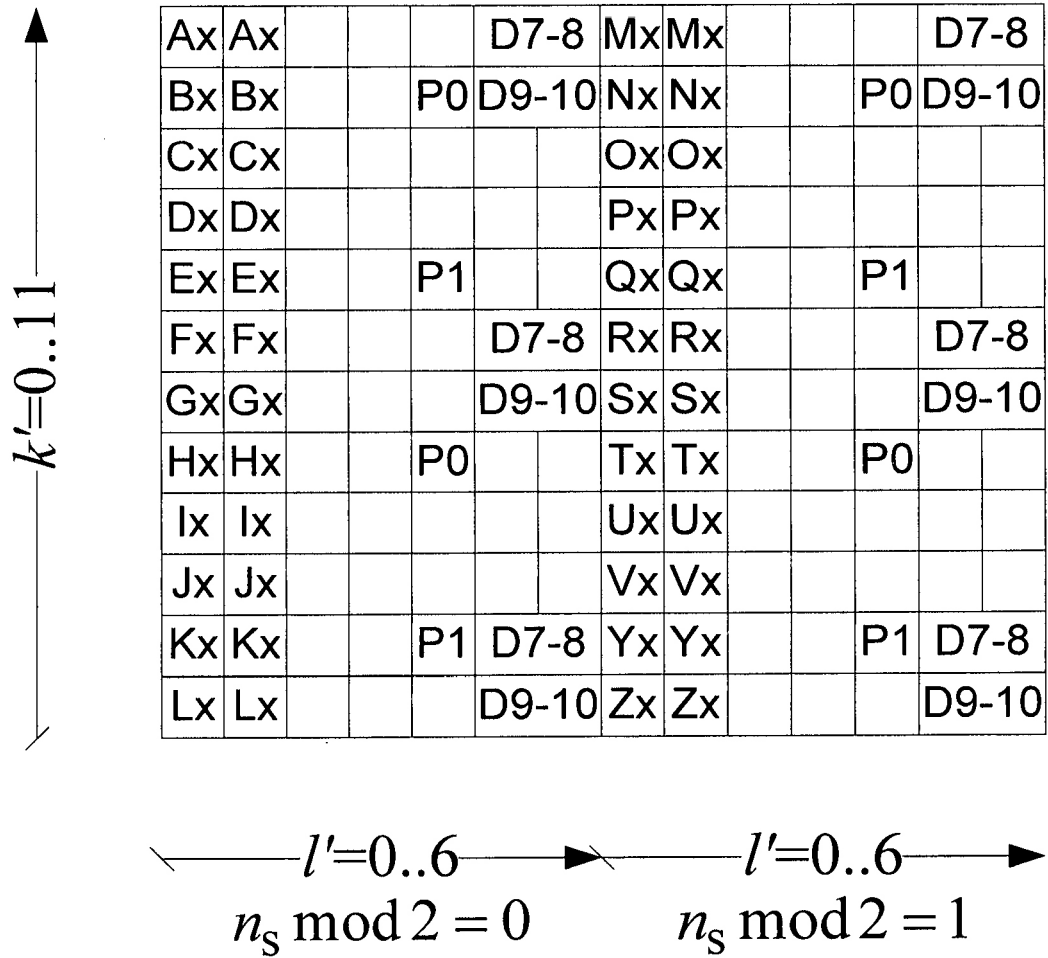 Ax Ax D7-8 Mx Mx D7-8
Bx Bx P0 D9-10 Nx Nx P0 D9-10
Cx Cx Ox Ox
Dx Dx Px Px
Ex Ex P1 Qx Qx P1
Fx Fx D7-8 Rx Rx D7-8
Gx Gx D9-10 Sx Sx D9-10
Hx Hx P0 Tx Tx P0
Ix Ix Ux Ux
Jx Jx Vx Vx
Kx Kx P1 D7-8 Yx Yx P1 D7-8
Lx Lx D9-10 Zx Zx D9-10
k'=0..11
l'=0..6 l'=0..6
nₛ mod 2 = 0 nₛ mod 2 = 1